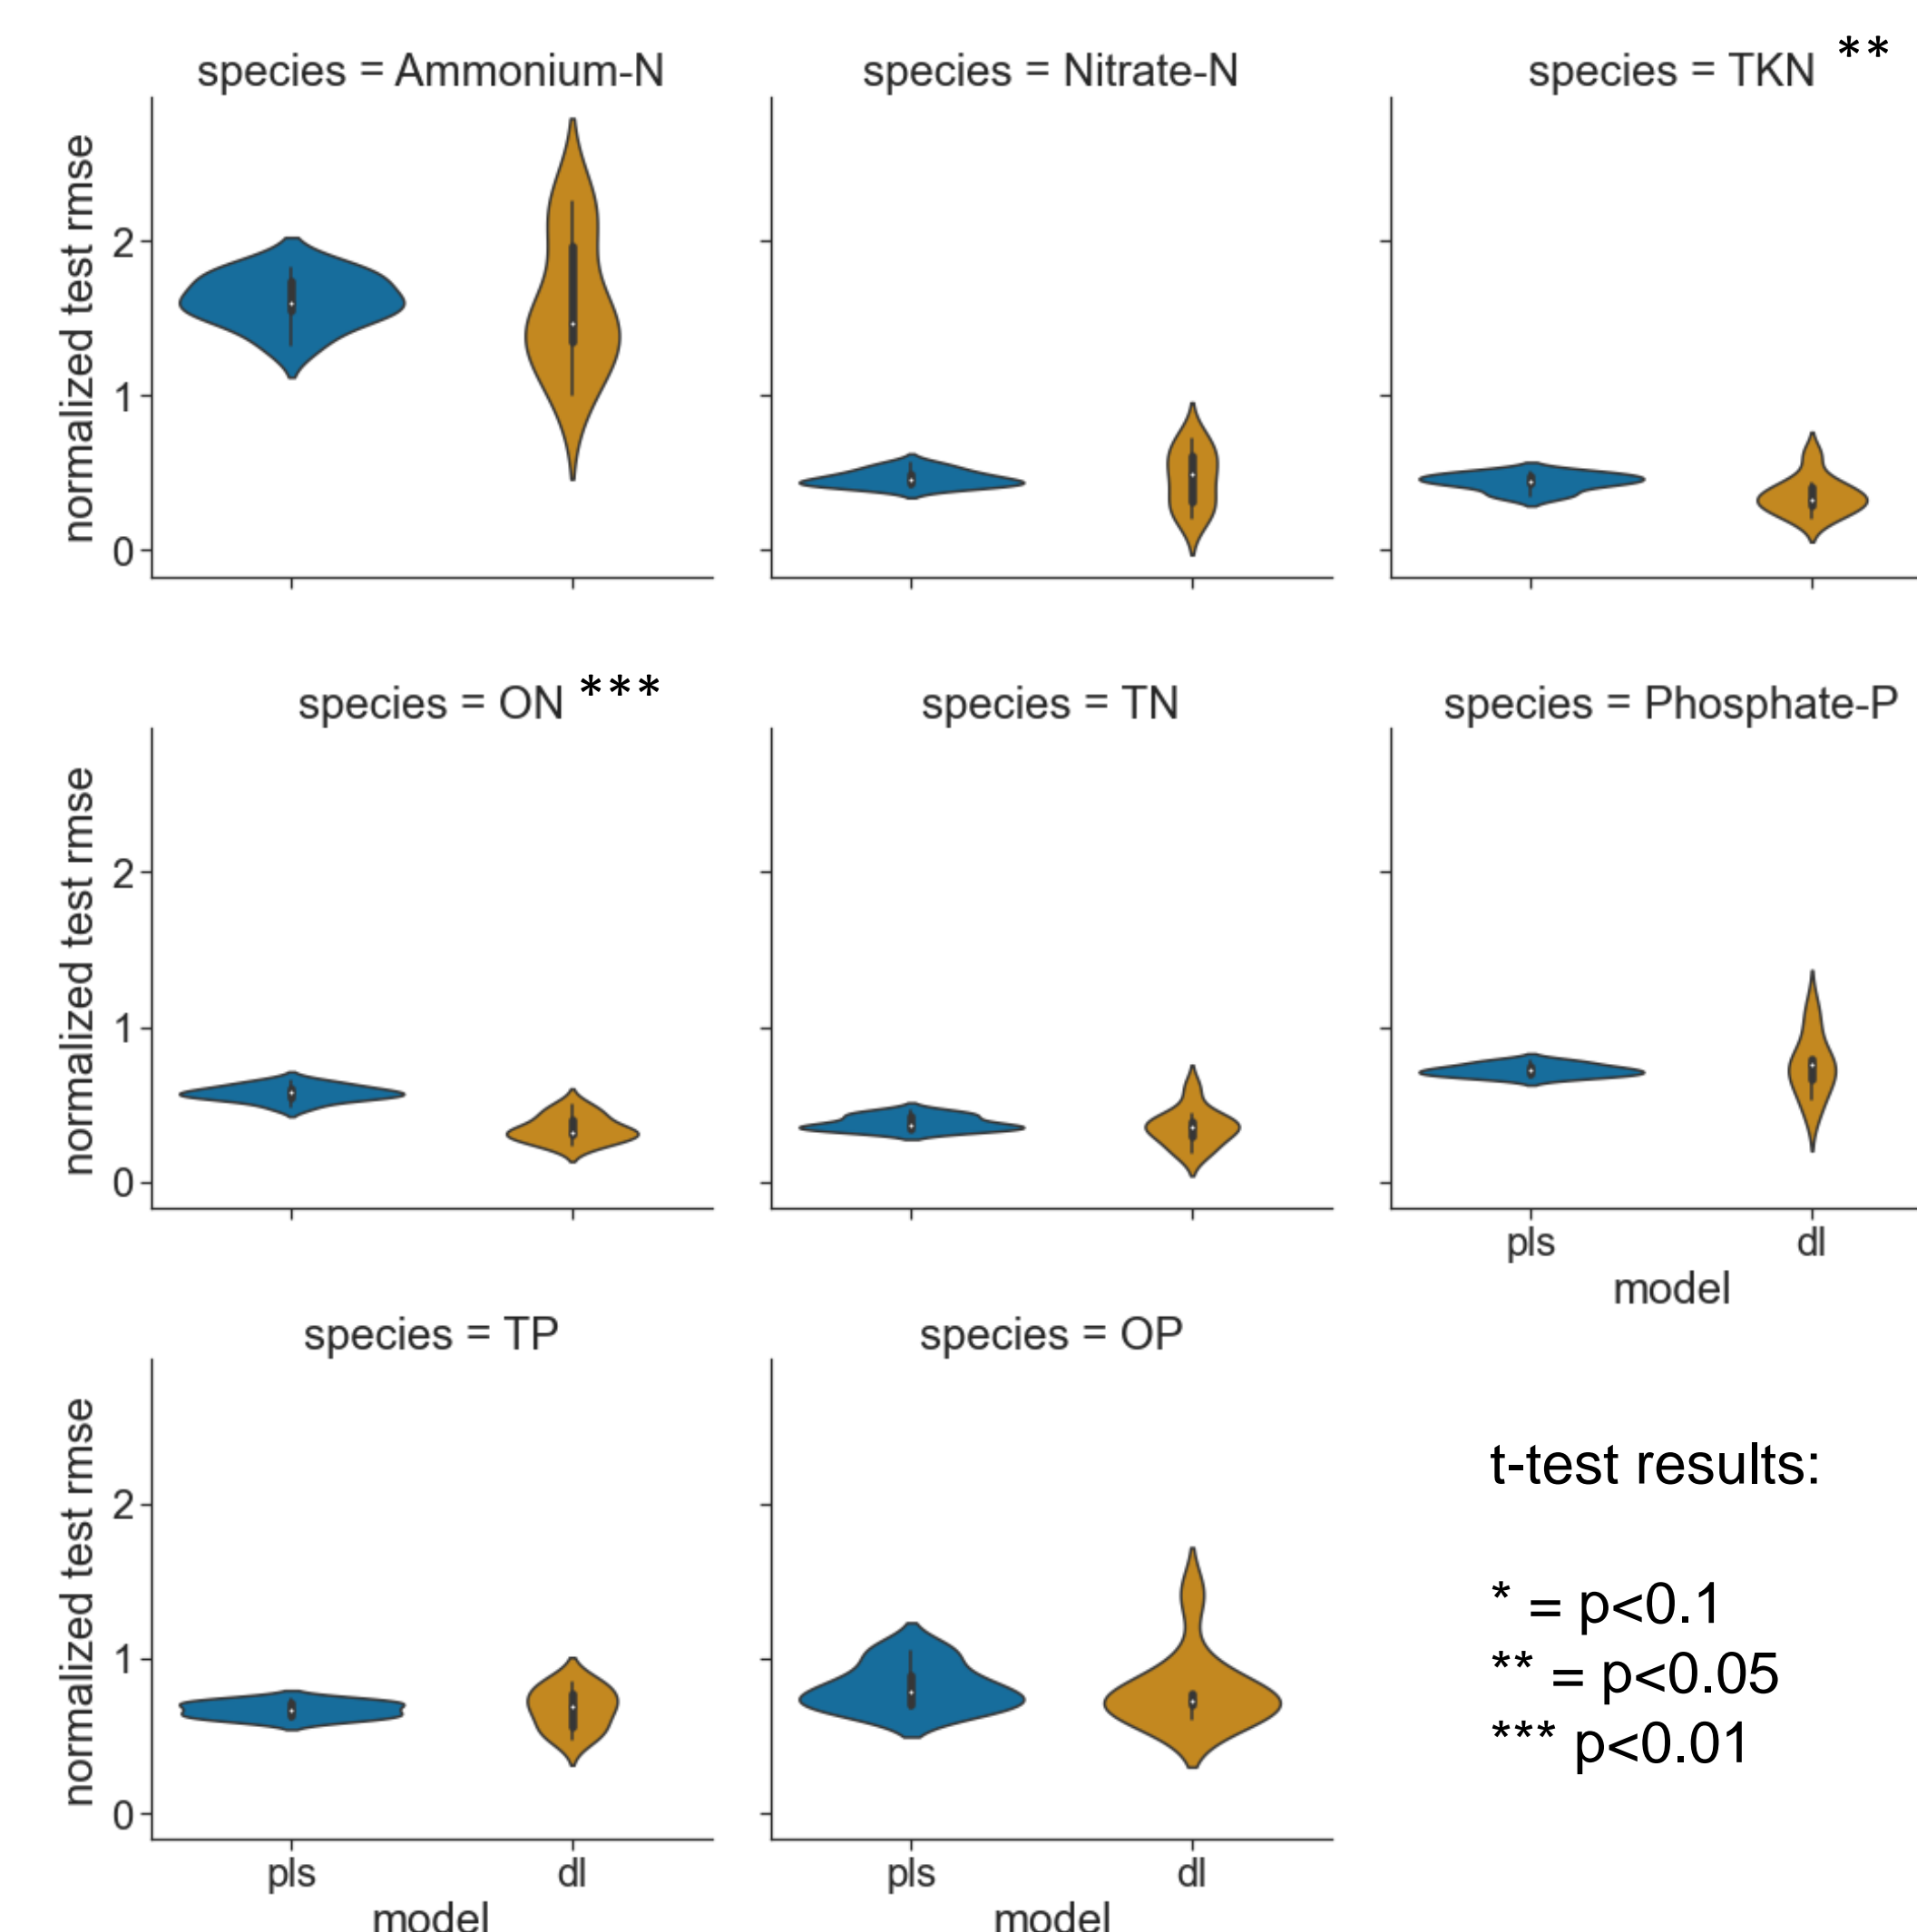 species = Ammonium-N
species = Nitrate-N
species = TKN **
normalized test rmse
2
1
0
species = ON ***
species = TN
species = Phosphate-P
normalized test rmse
2
1
0
pls
dl
model
species = TP
species = OP
normalized test rmse
2
1
0
pls
dl
model
pls
dl
model
t-test results:
* = p<0.1
** = p<0.05
*** p<0.01